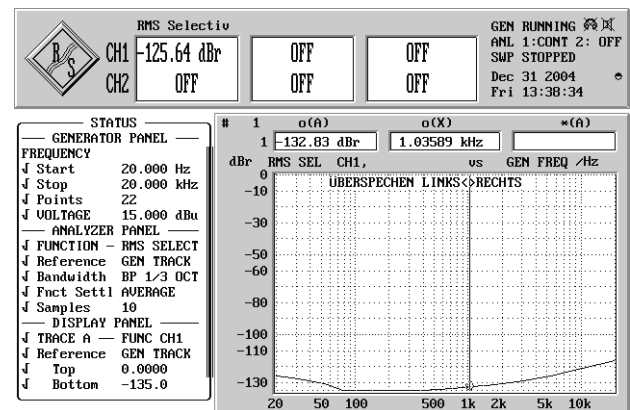 RMS Selectiv
GEN RUNNING
R S CH1 -125.64 dBr OFF OFF
ANL 1:CONT 2: OFF
SWP STOPPED
CH2 OFF OFF OFF
Dec 31 2004
Fri 13:38:34
STATUS
GENERATOR PANEL
FREQUENCY
√ Start 20.000 Hz
√ Stop 20.000 kHz
√ Points 22
√ VOLTAGE 15.000 dBu
ANALYZER PANEL
√ FUNCTION - RMS SELECT
√ Reference GEN TRACK
√ Bandwidth BP 1/3 OCT
√ Fnct Settl AVERAGE
√ Samples 10
DISPLAY PANEL
√ TRACE A — FUNC CH1
√ Reference GEN TRACK
√ Top 0.0000
√ Bottom -135.0
# 1 o(A) o(X) *(A)
1 -132.83 dBr 1.03589 kHz
dBr RMS SEL CH1, vs GEN FREQ /Hz
ÜBERSPECHEN LINKS<>RECHTS
0
-10
-30
-50
-60
-80
-100
-110
-130
20 50 100 500 1k 2k 5k 10k